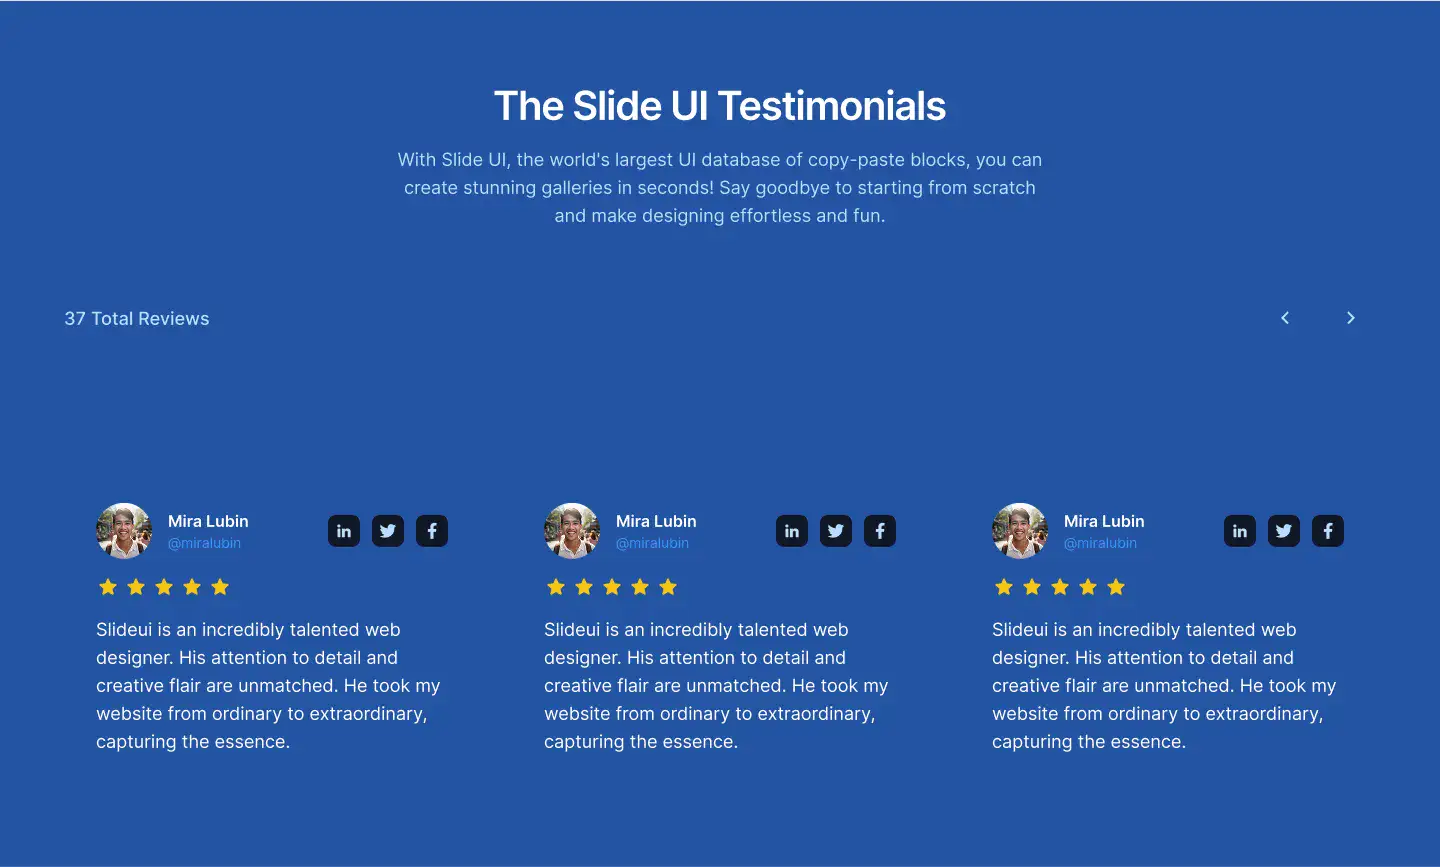 The Slide UI Testimonials
With Slide UI, the world's largest UI database of copy-paste blocks, you can
create stunning galleries in seconds! Say goodbye to starting from scratch
and make designing effortless and fun.
37 Total Reviews
Mira Lubin
@miralubin
in
Slideui is an incredibly talented web
designer. His attention to detail and
creative flair are unmatched. He took my
website from ordinary to extraordinary,
capturing the essence.
Mira Lubin
@miralubin
in
Slideui is an incredibly talented web
designer. His attention to detail and
creative flair are unmatched. He took my
website from ordinary to extraordinary,
capturing the essence.
Mira Lubin
@miralubin
in
Slideui is an incredibly talented web
designer. His attention to detail and
creative flair are unmatched. He took my
website from ordinary to extraordinary,
capturing the essence.